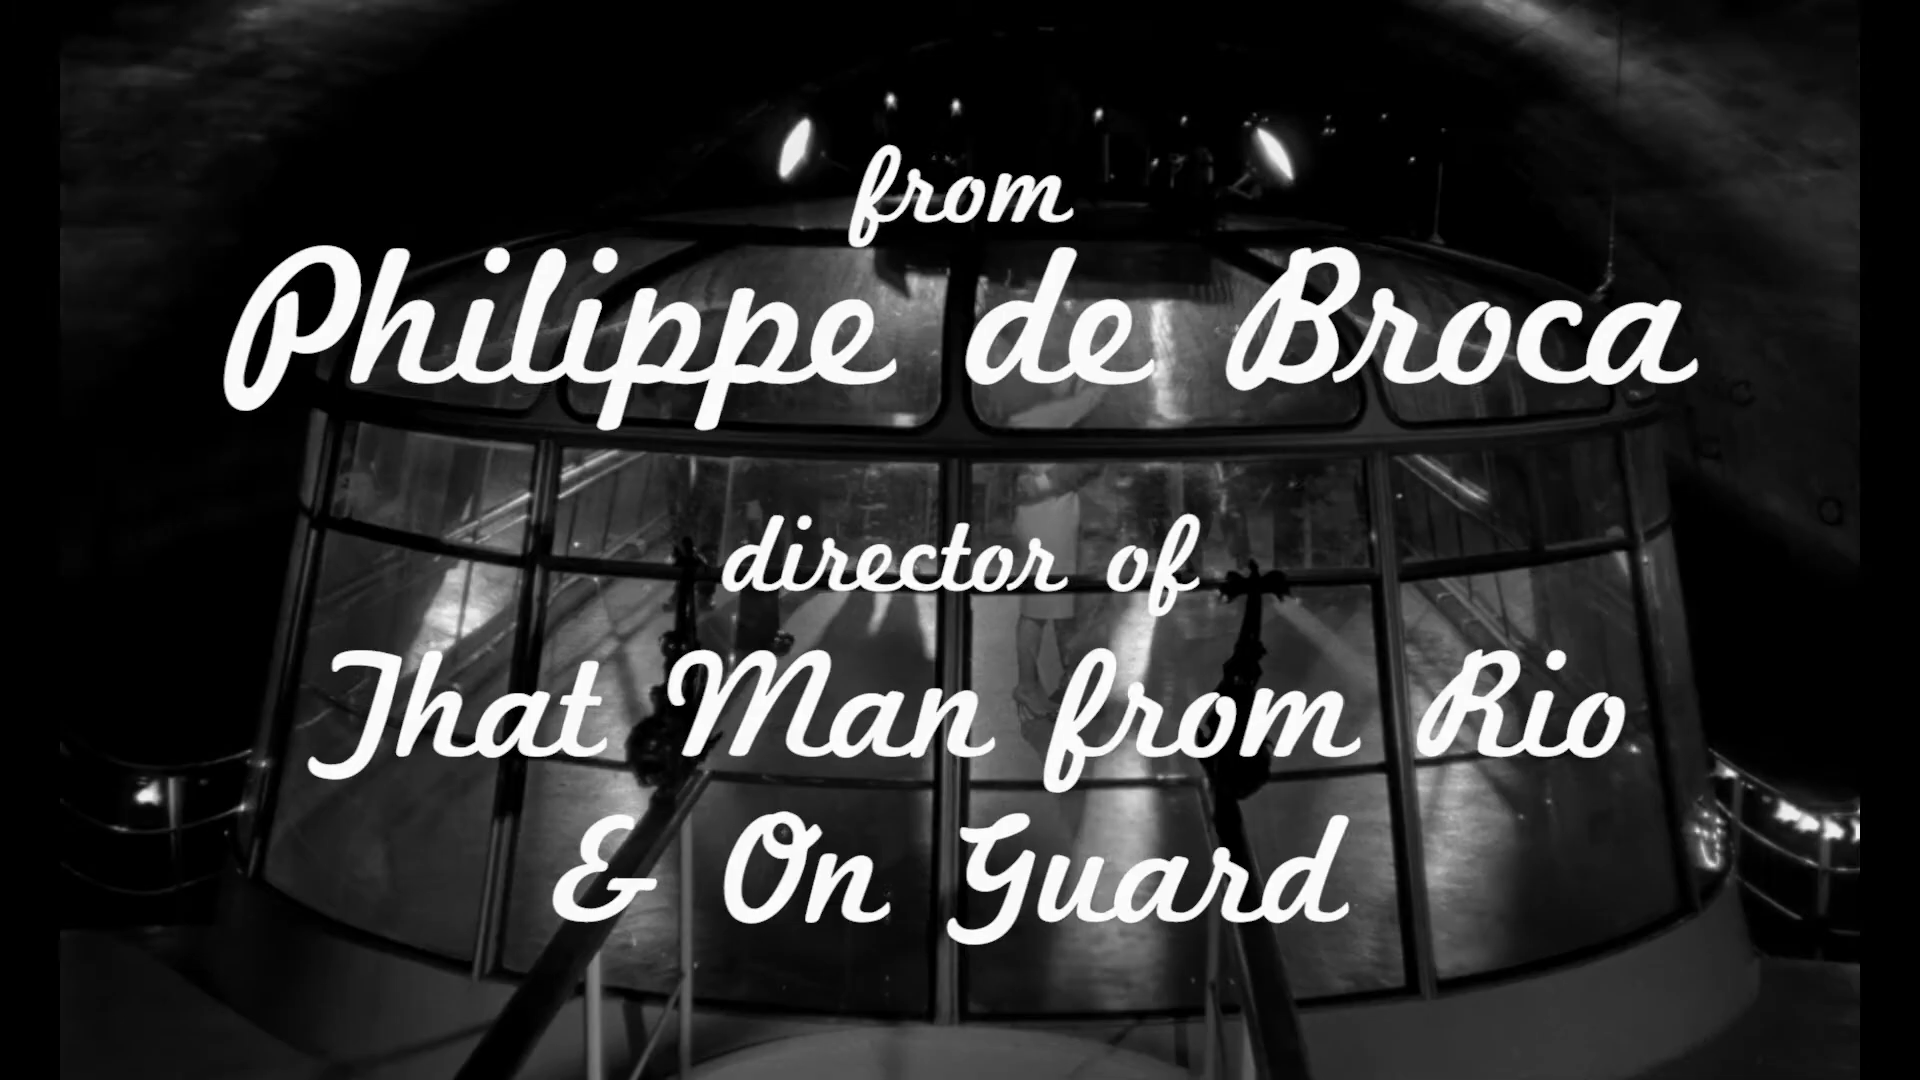 from
Philippe de Broca
director of
That Man from Rio
& On Guard